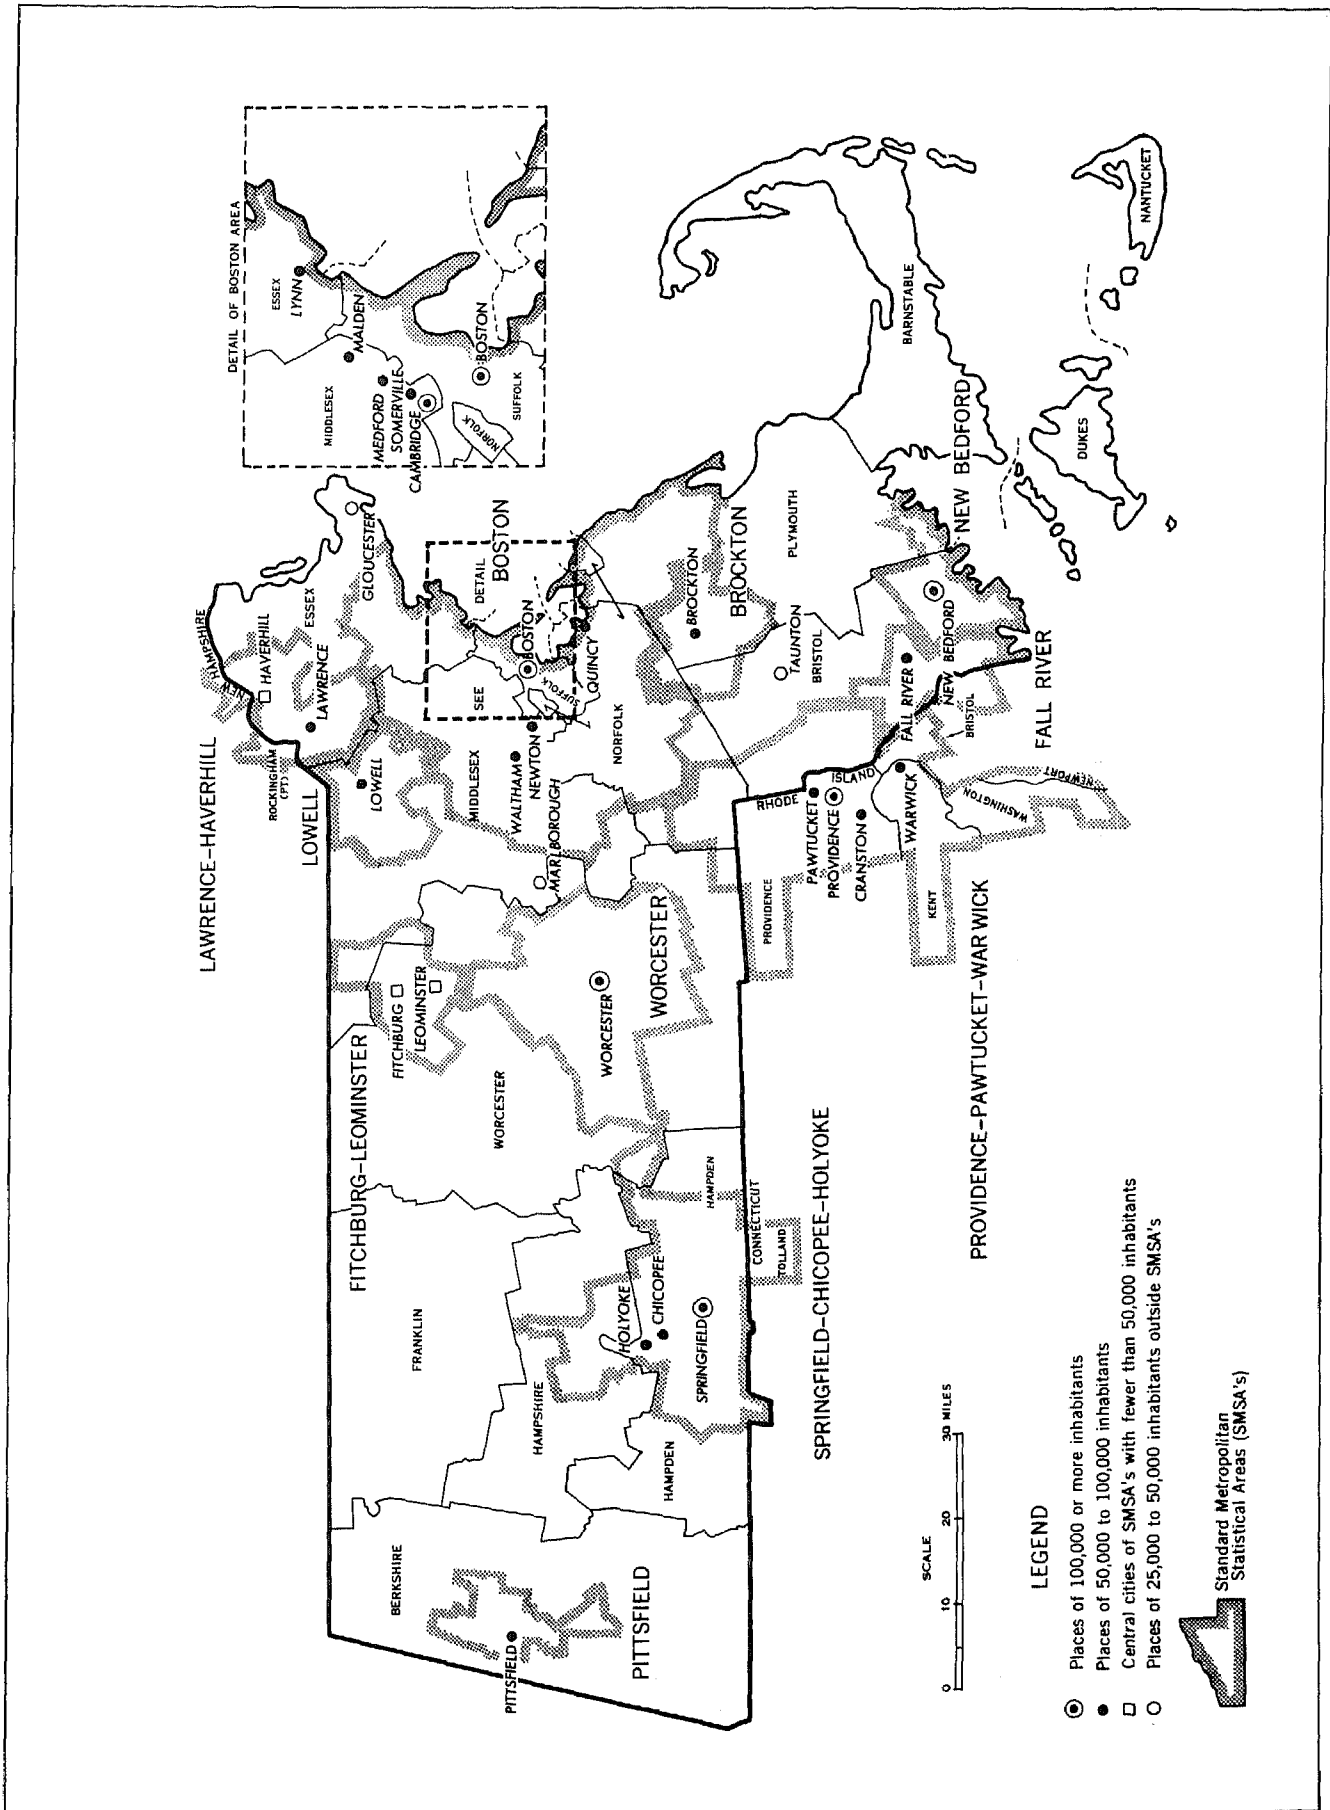 DETAIL OF BOSTON AREA
ESSEX
LYNN
MALDEN
MIDDLESEX
MEDFORD
SOMERVILLE
CAMBRIDGE
BOSTON
NORFOLK
SUFFOLK
LAWRENCE-HAVERHILL
NEW HAMPSHIRE
HAVERHILL
ESSEX
LAWRENCE
GLOUCESTER
ROCKINGHAM
(PT)
LOWELL
LOWELL
BOSTON
DETAIL
SEE
BOSTON
SUFFOLK
QUINCY
MIDDLESEX
WALTHAM
NEWTON
MARLBOROUGH
NORFOLK
BROCKTON
BROCKTON
PLYMOUTH
TAUNTON
BRISTOL
BARNSTABLE
NANTUCKET
DUKES
NEW BEDFORD
NEW BEDFORD
FALL RIVER
FALL RIVER
BRISTOL
NEWPORT
WASHINGTON
RHODE ISLAND
PAWTUCKET
PROVIDENCE
CRANSTON
WARWICK
PROVIDENCE
KENT
PROVIDENCE-PAWTUCKET-WARWICK
FITCHBURG-LEOMINSTER
FITCHBURG
LEOMINSTER
WORCESTER
WORCESTER
WORCESTER
FRANKLIN
HAMPSHIRE
HAMPDEN
HAMPDEN
HOLYOKE
CHICOPEE
SPRINGFIELD
CONNECTICUT
TOLLAND
SPRINGFIELD-CHICOPEE-HOLYOKE
BERKSHIRE
PITTSFIELD
PITTSFIELD
SCALE
0 10 20 30 MILES
LEGEND
Places of 100,000 or more inhabitants
Places of 50,000 to 100,000 inhabitants
Central cities of SMSA's with fewer than 50,000 inhabitants
Places of 25,000 to 50,000 inhabitants outside SMSA's
Standard Metropolitan
Statistical Areas (SMSA's)